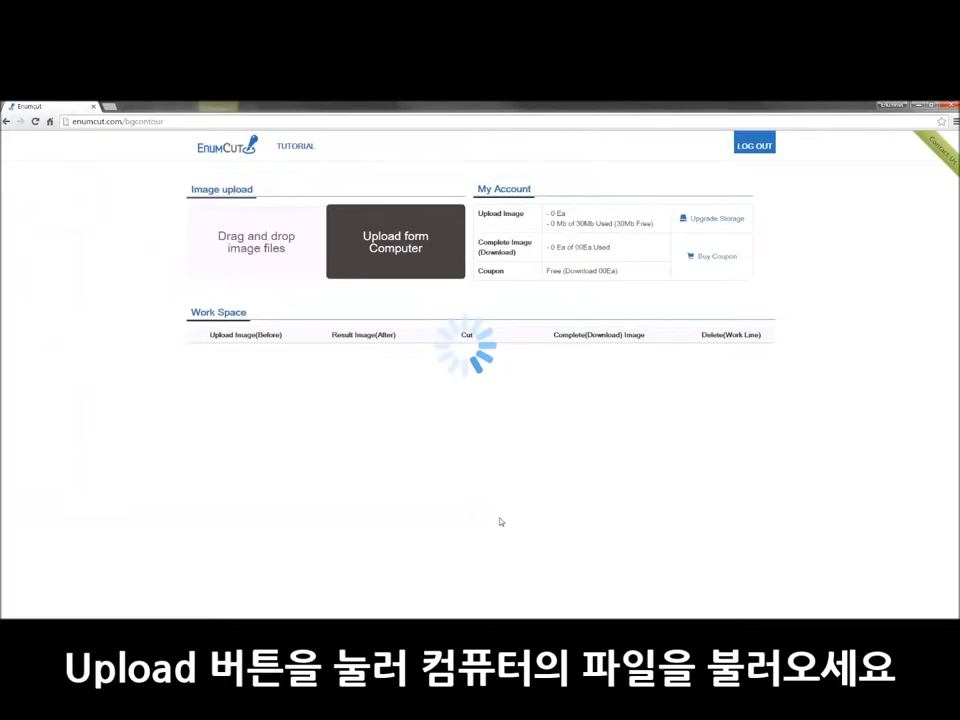 Enumcut
Enumnet
enumcut.com/bgcontour
ENUMCUT
TUTORIAL
LOG OUT
Contact Us
Image upload
Drag and drop
image files
Upload form
Computer
My Account
Upload Image
- 0 Ea
- 0 Mb of 30Mb Used (30Mb Free)
Upgrade Storage
Complete Image
(Download)
- 0 Ea of 00Ea Used
Buy Coupon
Coupon
Free (Download 00Ea)
Work Space
Upload Image(Before)
Result Image(After)
Cut
Complete(Download) Image
Delete(Work Line)
Upload 버튼을 눌러 컴퓨터의 파일을 불러오세요